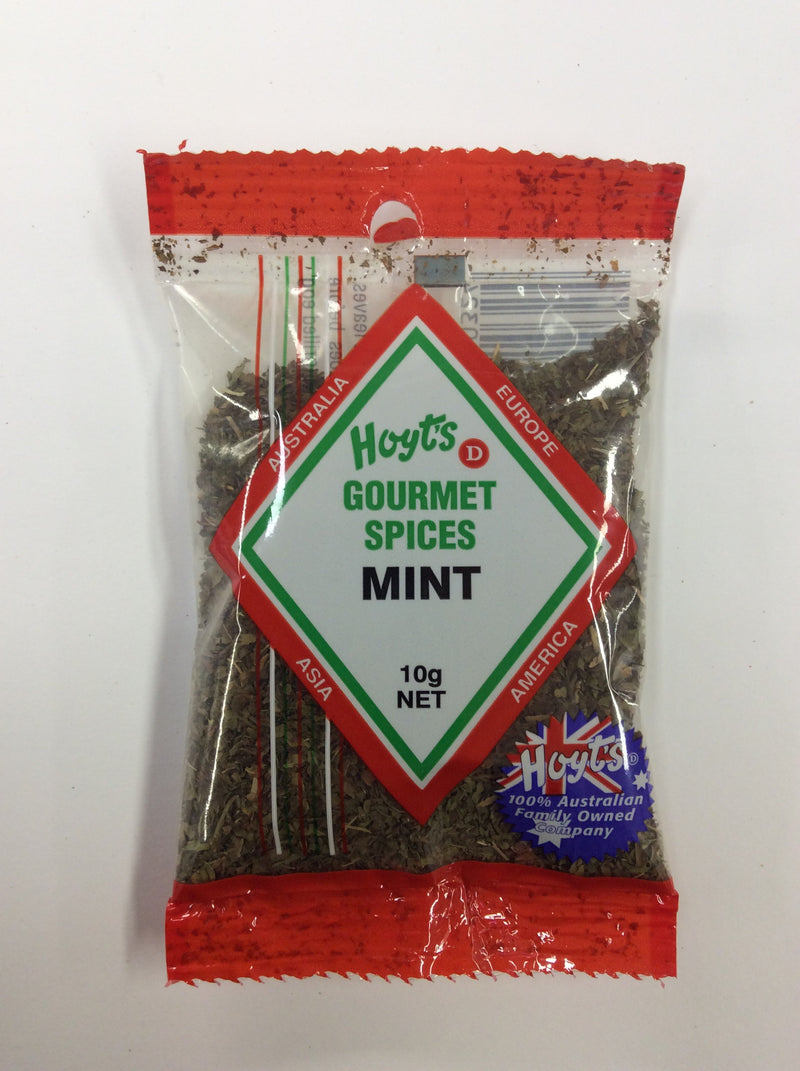 AUSTRALIA
EUROPE
Hoyt's D
GOURMET
SPICES
MINT
10g
NET
ASIA
AMERICA
Hoyt's D
100% Australian
Family Owned
Company